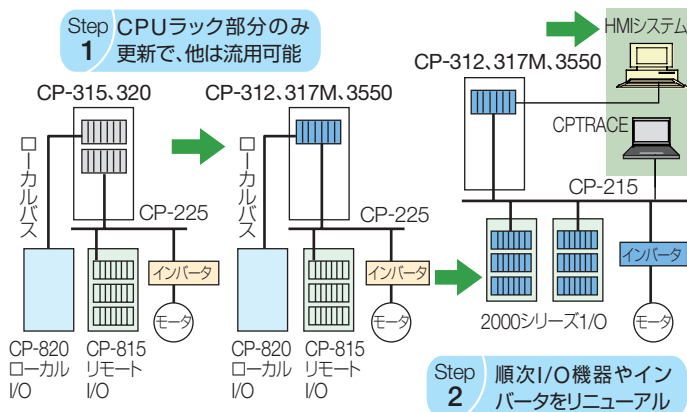 Step 1
CPUラック部分のみ
更新で、他は流用可能
CP-315、320
ローカルバス
CP-225
インバータ
モータ
CP-820
ローカル
I/O
CP-815
リモート
I/O
CP-312、317M、3550
ローカルバス
CP-225
インバータ
モータ
CP-820
ローカル
I/O
CP-815
リモート
I/O
HMIシステム
CP-312、317M、3550
CPTRACE
CP-215
インバータ
2000シリーズ1/O
モータ
Step 2
順次I/O機器やイン
バータをリニューアル